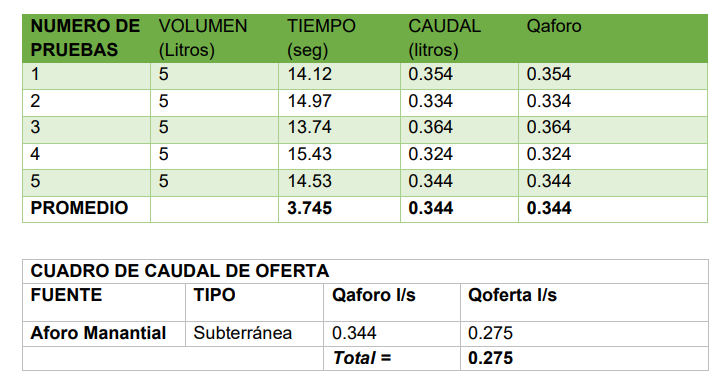 NUMERO DE PRUEBAS VOLUMEN (Litros) TIEMPO (seg) CAUDAL (litros) Qaforo
1 5 14.12 0.354 0.354
2 5 14.97 0.334 0.334
3 5 13.74 0.364 0.364
4 5 15.43 0.324 0.324
5 5 14.53 0.344 0.344
PROMEDIO 3.745 0.344 0.344
CUADRO DE CAUDAL DE OFERTA
FUENTE TIPO Qaforo l/s Qoferta l/s
Aforo Manantial Subterránea 0.344 0.275
Total = 0.275